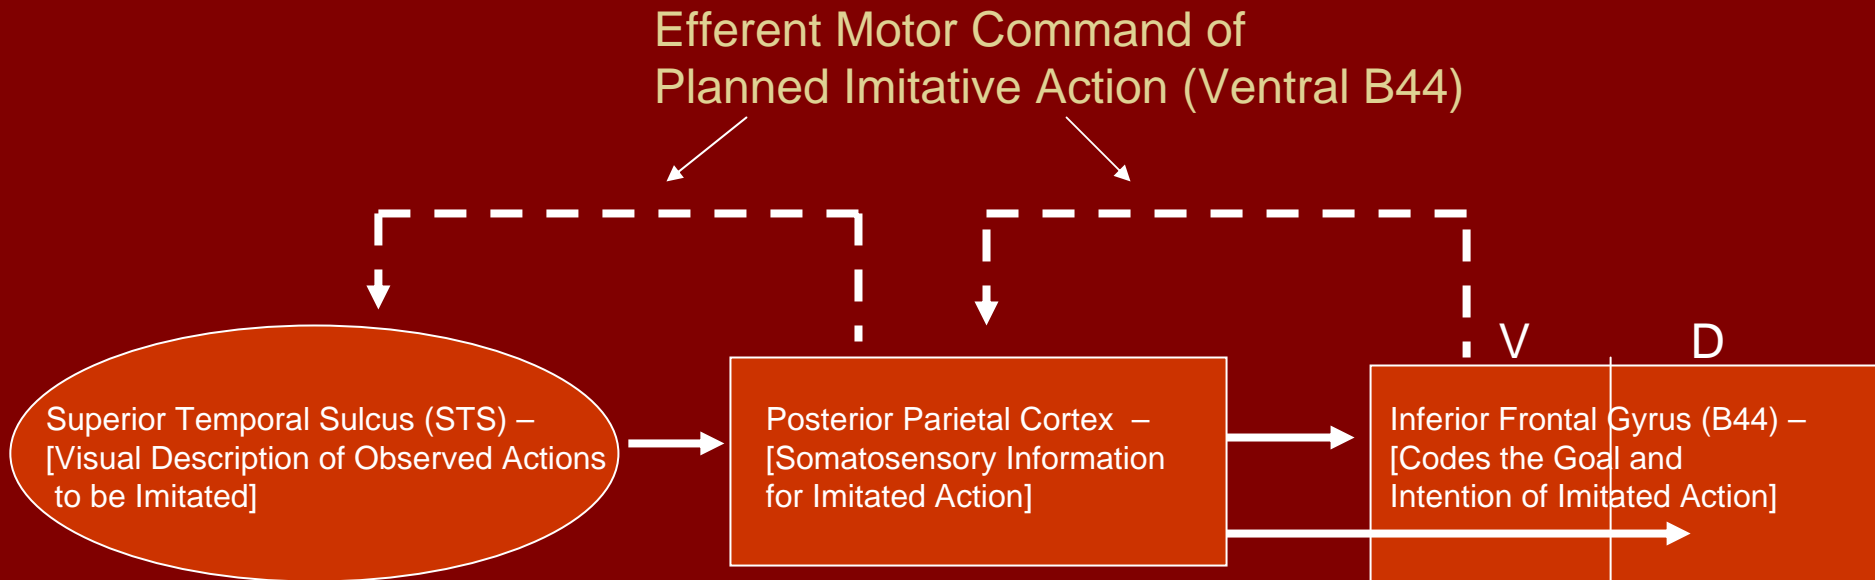 Efferent Motor Command of
Planned Imitative Action (Ventral B44)
V D
Superior Temporal Sulcus (STS) –
[Visual Description of Observed Actions
to be Imitated]
Posterior Parietal Cortex –
[Somatosensory Information
for Imitated Action]
Inferior Frontal Gyrus (B44) –
[Codes the Goal and
Intention of Imitated Action]